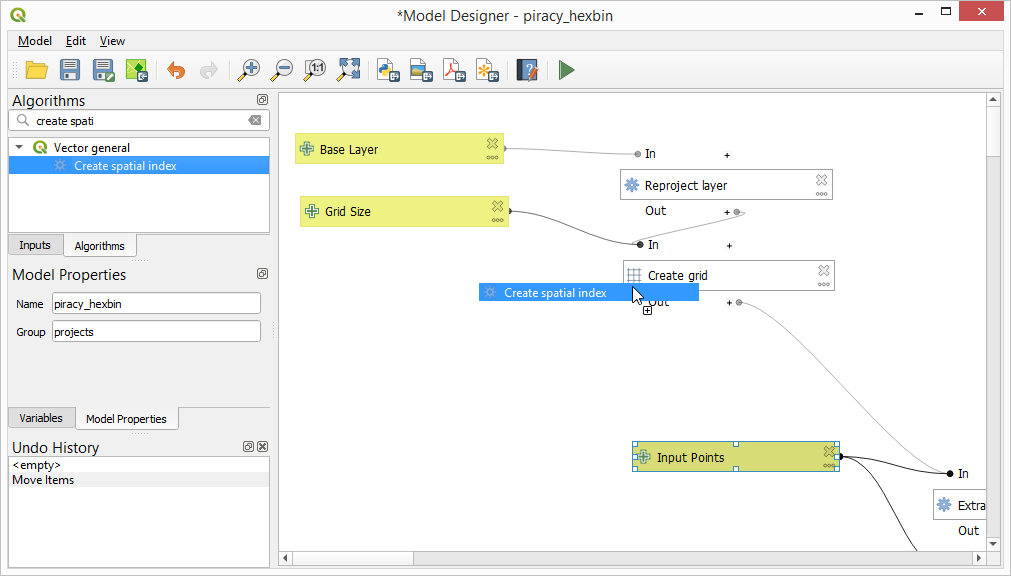 *Model Designer - piracy_hexbin
Model Edit View
1:1
Algorithms
create spati
Vector general
Create spatial index
Inputs Algorithms
Model Properties
Name piracy_hexbin
Group projects
Variables Model Properties
Undo History
<empty>
Move Items
Base Layer
In
Reproject layer
Out
Grid Size
In
Create grid
Create spatial index
Out
Input Points
In
Extra
Out